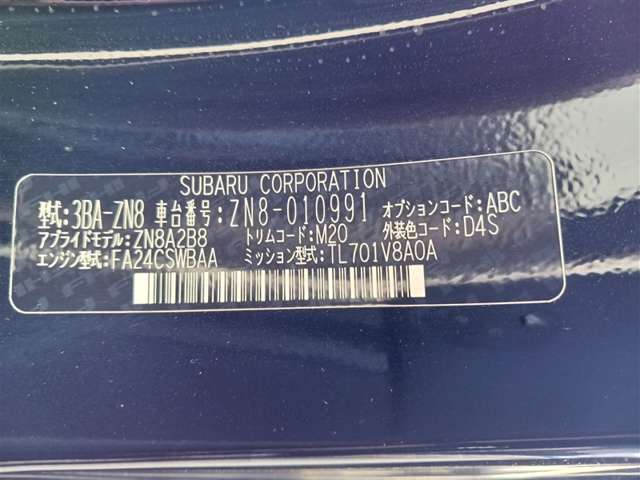 SUBARU CORPORATION
型式:3BA-ZN8 車台番号:ZN8-010991 オプションコード:ABC
アプライドモデル:ZN8A2B8 トリムコード:M20 外装色コード:D4S
エンジン型式:FA24CSWBAA ミッション型式:TL701V8A0A